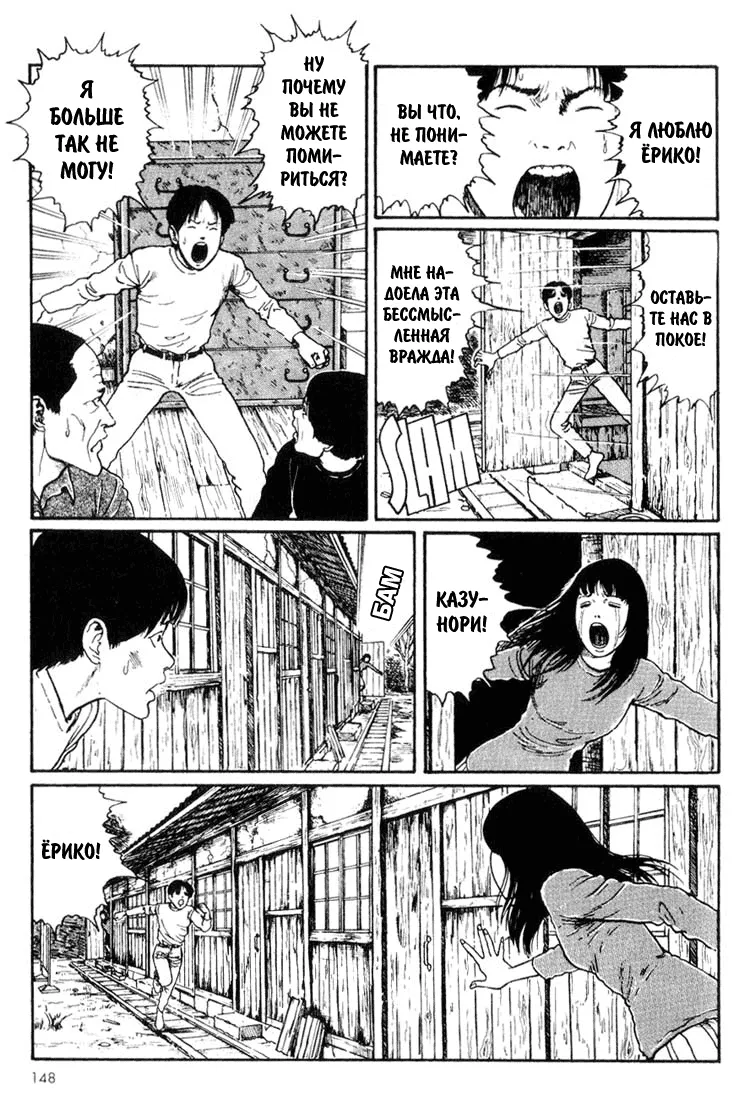 Я
БОЛЬШЕ
ТАК НЕ
МОГУ!
НУ
ПОЧЕМУ
ВЫ НЕ
МОЖЕТЕ
ПОМИ-
РИТЬСЯ?
ВЫ ЧТО,
НЕ ПОНИ-
МАЕТЕ?
Я ЛЮБЛЮ
ЁРИКО!
МНЕ НА-
ДОЕЛА ЭТА
БЕССМЫС-
ЛЕННАЯ
ВРАЖДА!
ОСТАВЬ-
ТЕ НАС В
ПОКОЕ!
SLAM
БАМ
КАЗУ-
НОРИ!
ЁРИКО!
148